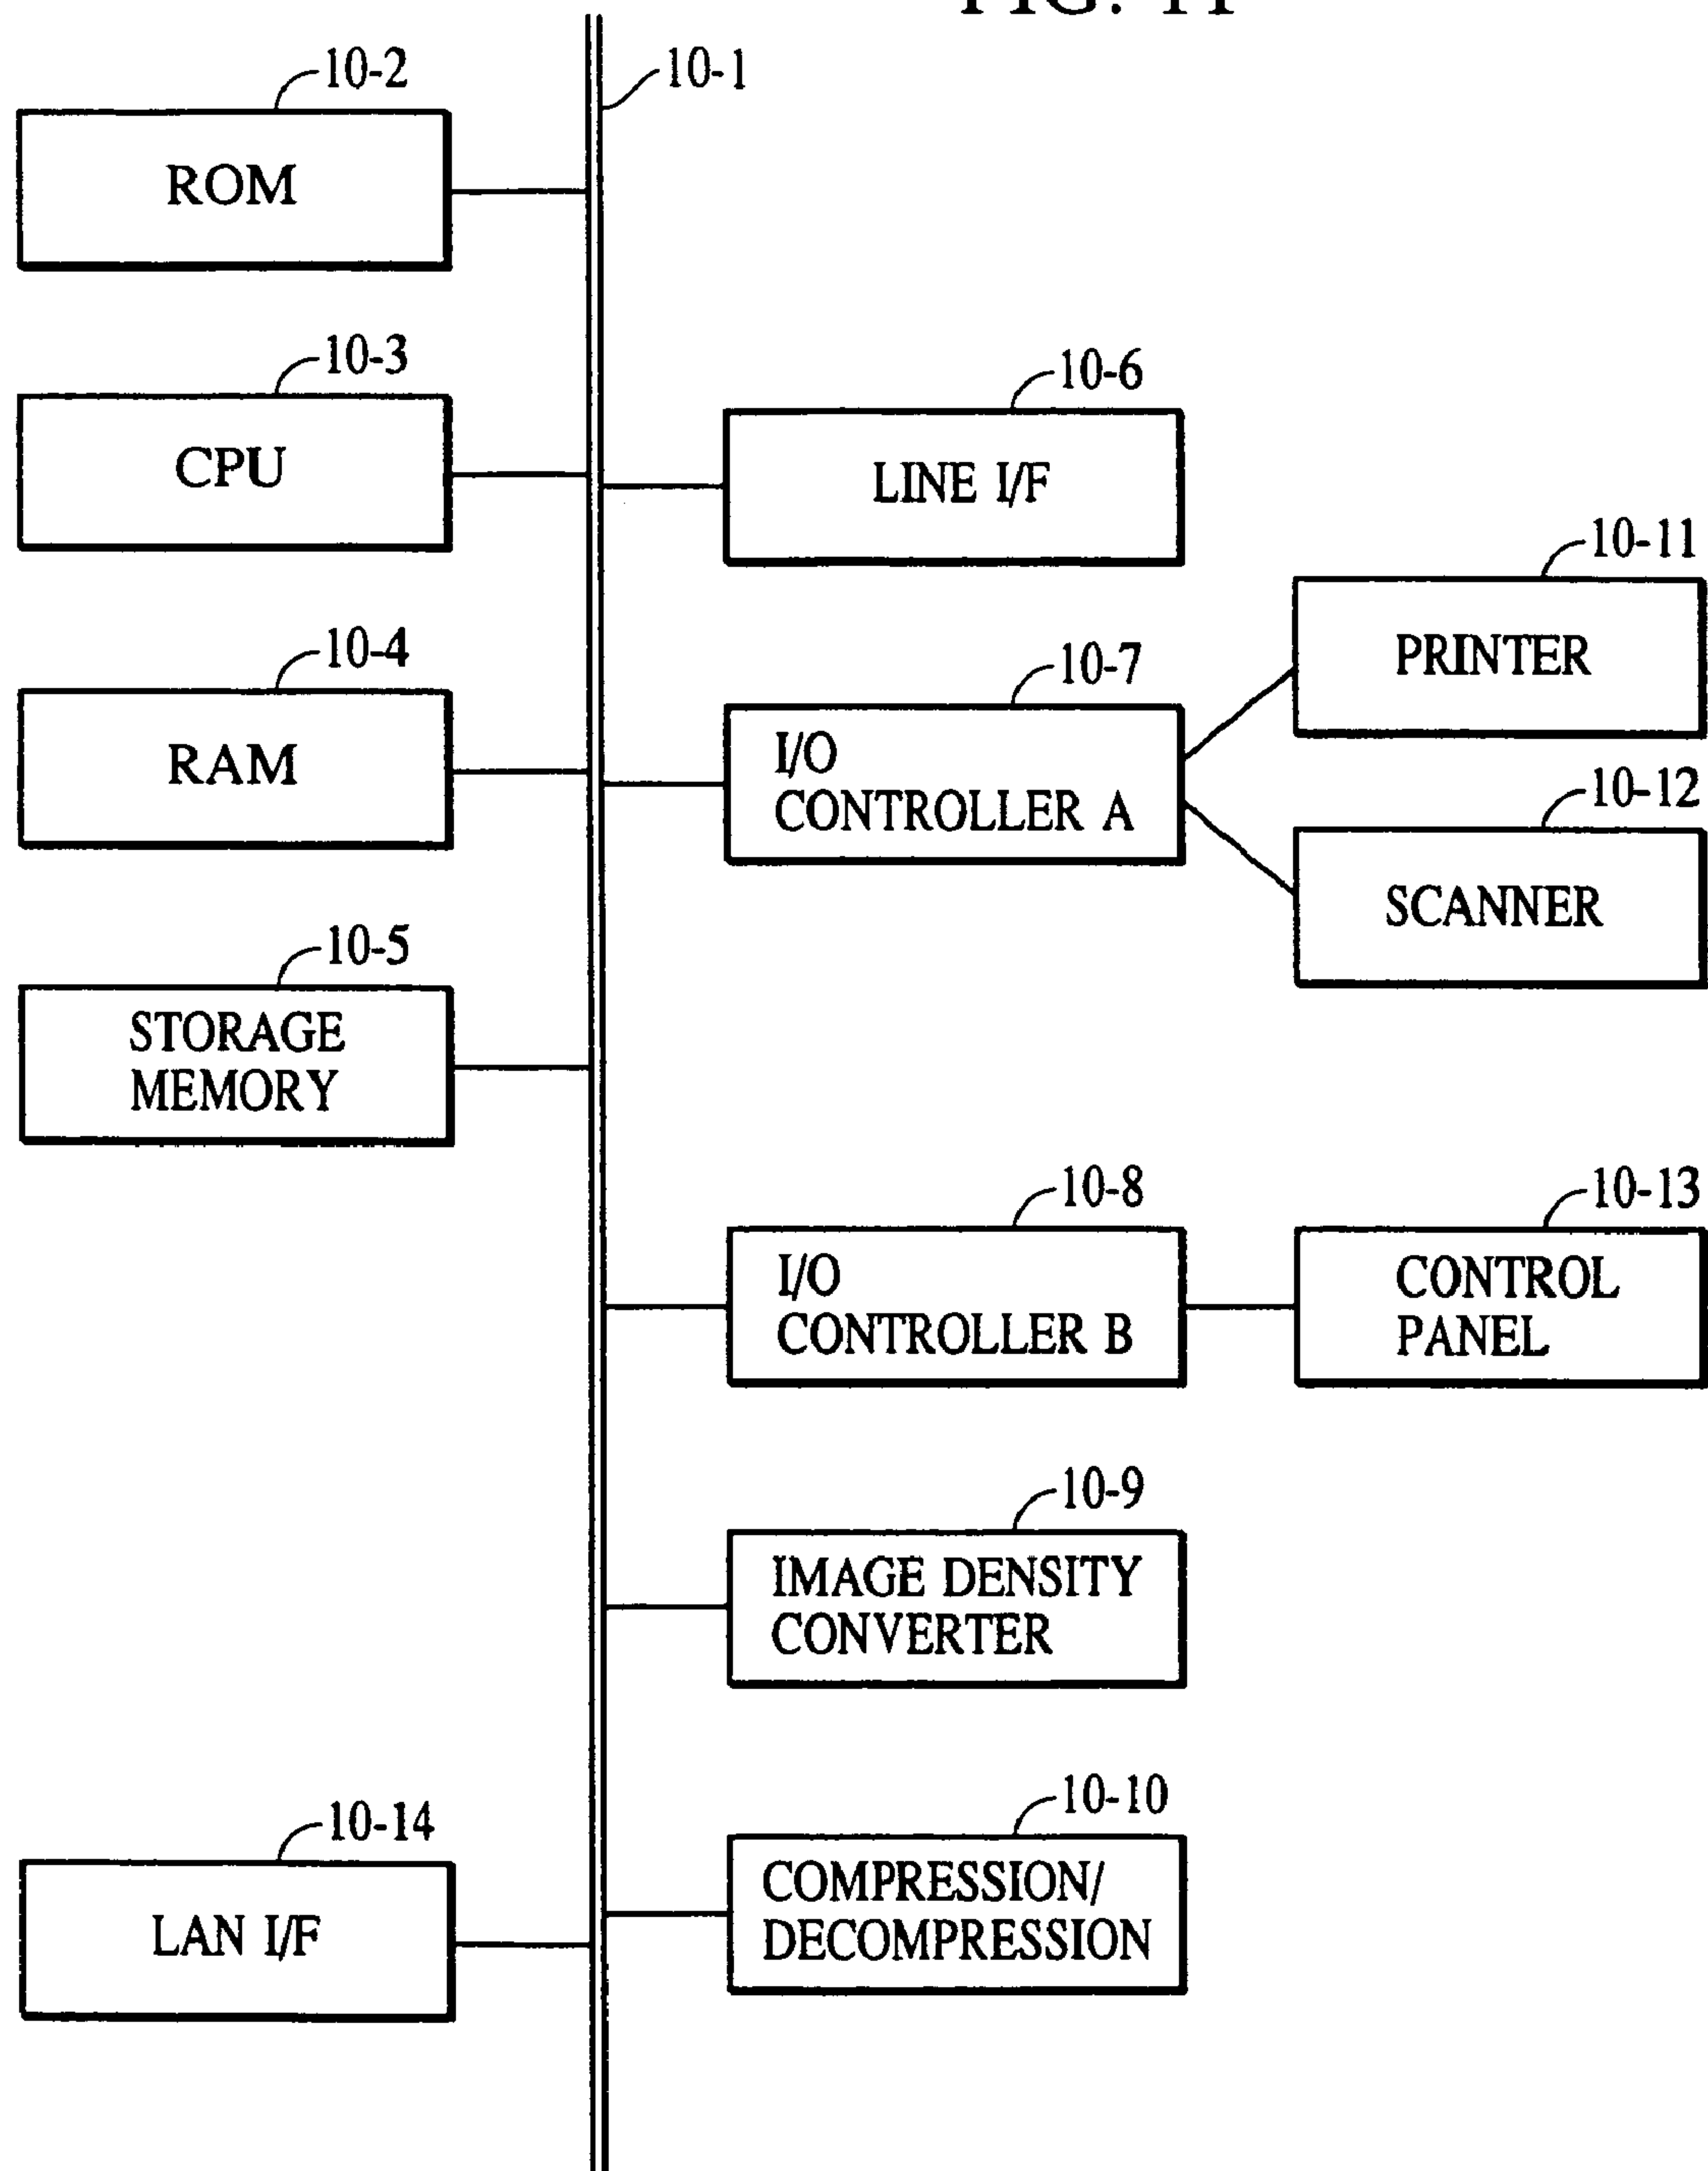 10-2
10-1
ROM
10-3
CPU
10-6
LINE I/F
10-11
PRINTER
10-4
RAM
10-7
I/O
CONTROLLER A
10-12
SCANNER
10-5
STORAGE
MEMORY
10-8
I/O
CONTROLLER B
10-13
CONTROL
PANEL
10-9
IMAGE DENSITY
CONVERTER
10-10
COMPRESSION/
DECOMPRESSION
10-14
LAN I/F